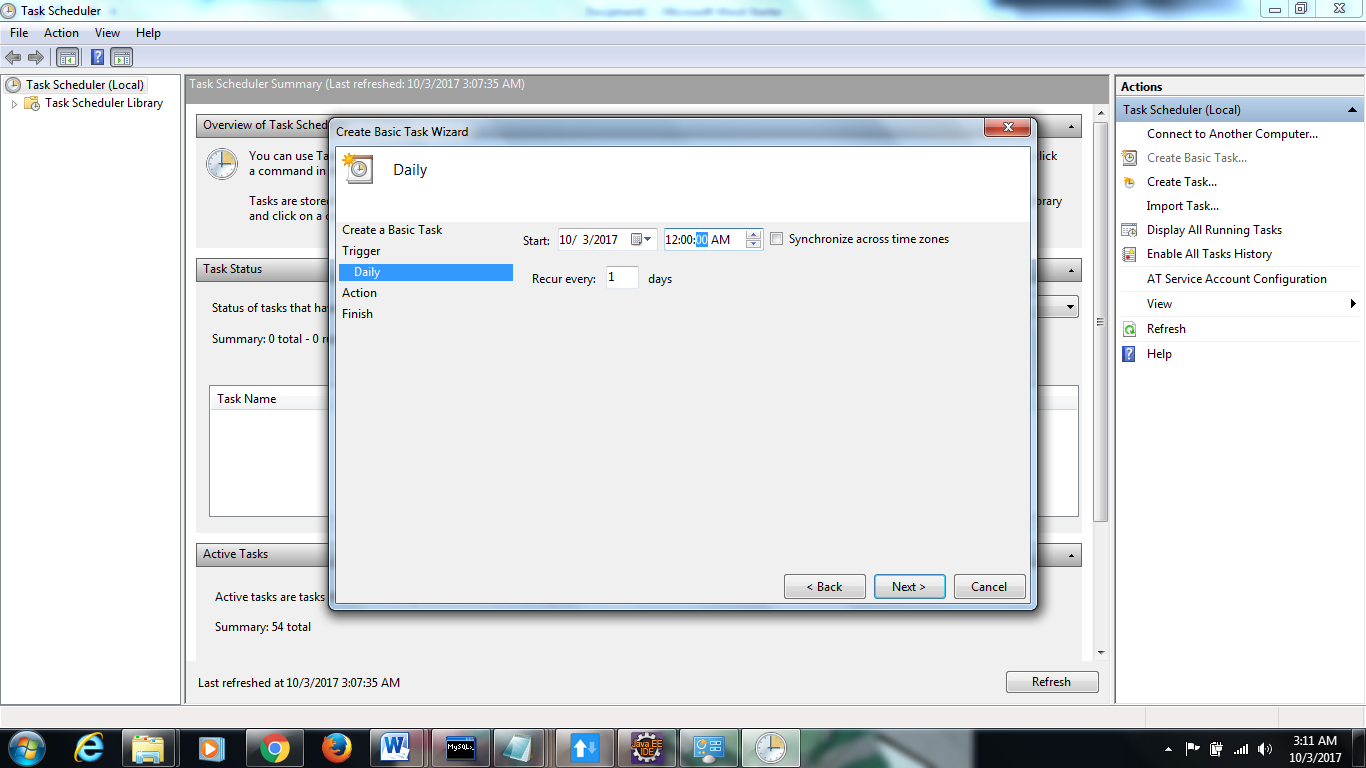 Task Scheduler
File Action View Help
Task Scheduler (Local)
Task Scheduler Library
Task Scheduler Summary (Last refreshed: 10/3/2017 3:07:35 AM)
Overview of Task Sched
You can use Ta
lick
a command in
Tasks are store
rary
and click on a
Task Status
Status of tasks that ha
Summary: 0 total - 0 r
Task Name
Active Tasks
Active tasks are tasks
Summary: 54 total
Last refreshed at 10/3/2017 3:07:35 AM
Refresh
Create Basic Task Wizard
Daily
Create a Basic Task
Trigger
Daily
Action
Finish
Start: 10/ 3/2017 12:00:00 AM Synchronize across time zones
Recur every: 1 days
< Back Next > Cancel
Actions
Task Scheduler (Local)
Connect to Another Computer...
Create Basic Task...
Create Task...
Import Task...
Display All Running Tasks
Enable All Tasks History
AT Service Account Configuration
View
Refresh
Help
MySQL
Java EE
IDE
3:11 AM
10/3/2017